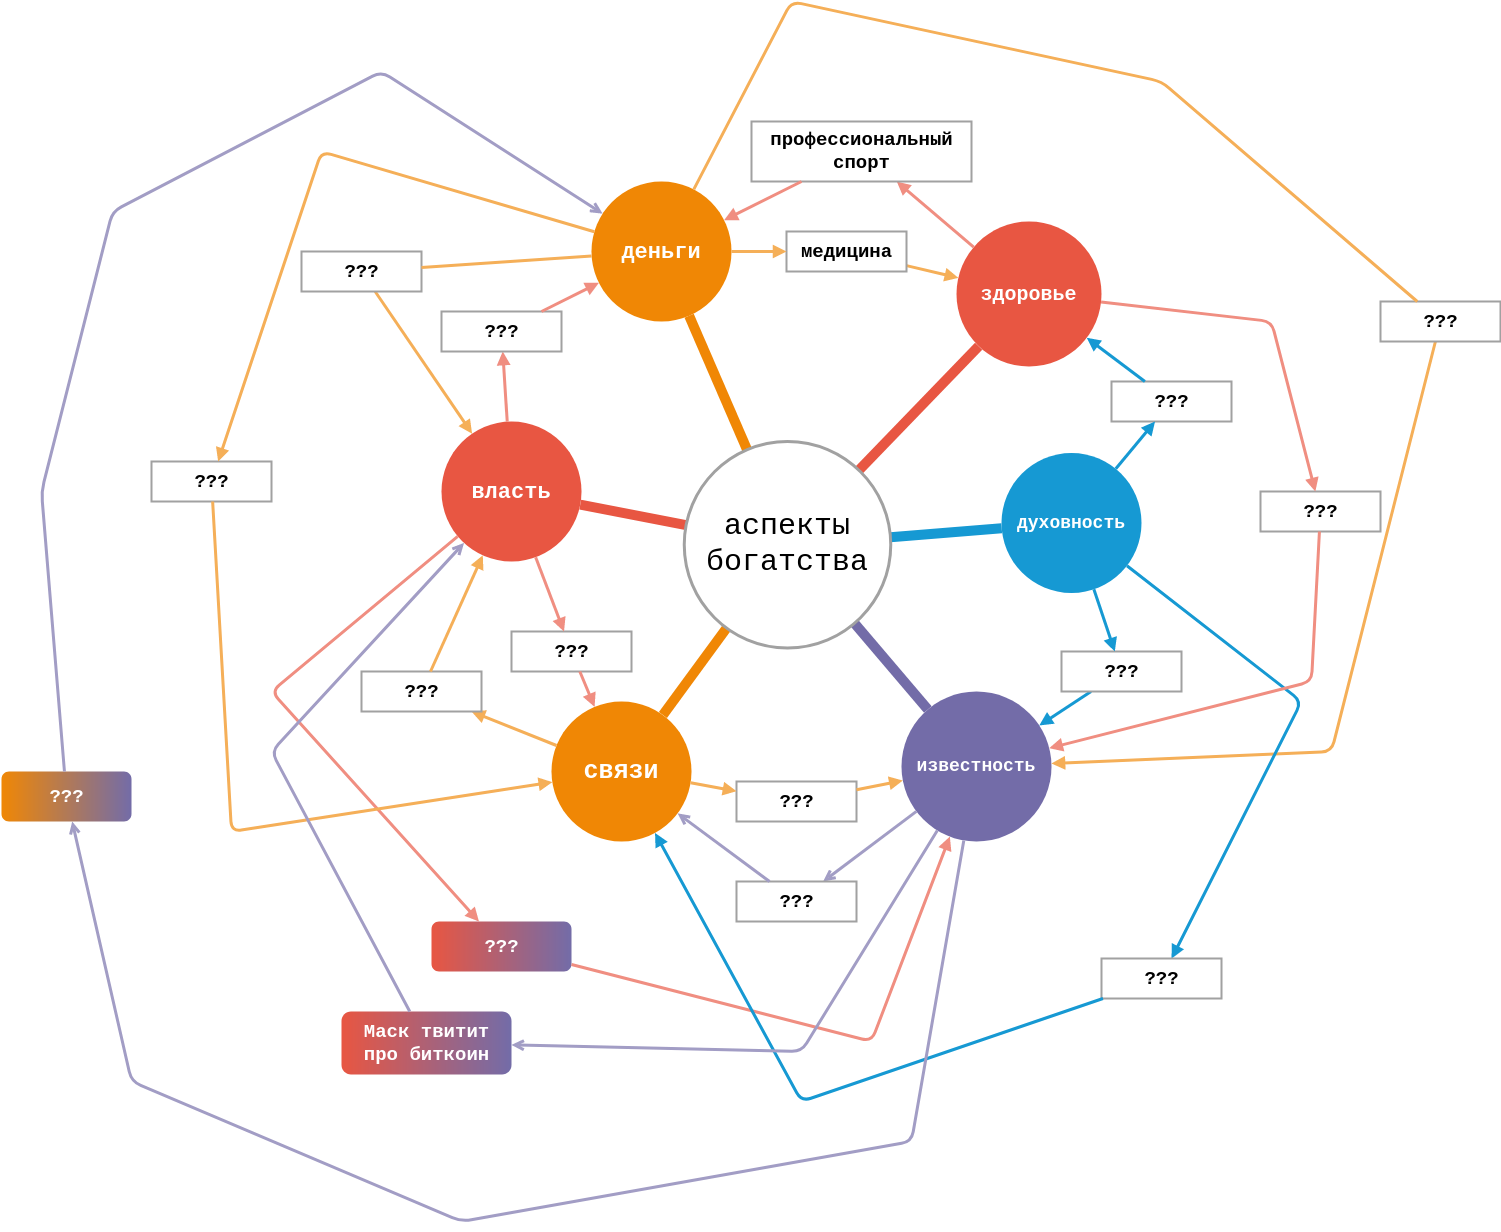 профессиональный
спорт
деньги
медицина
???
здоровье
???
???
???
власть
???
аспекты
богатства
духовность
???
???
???
???
связи
известность
???
???
???
???
???
Маск твитит
про биткоин